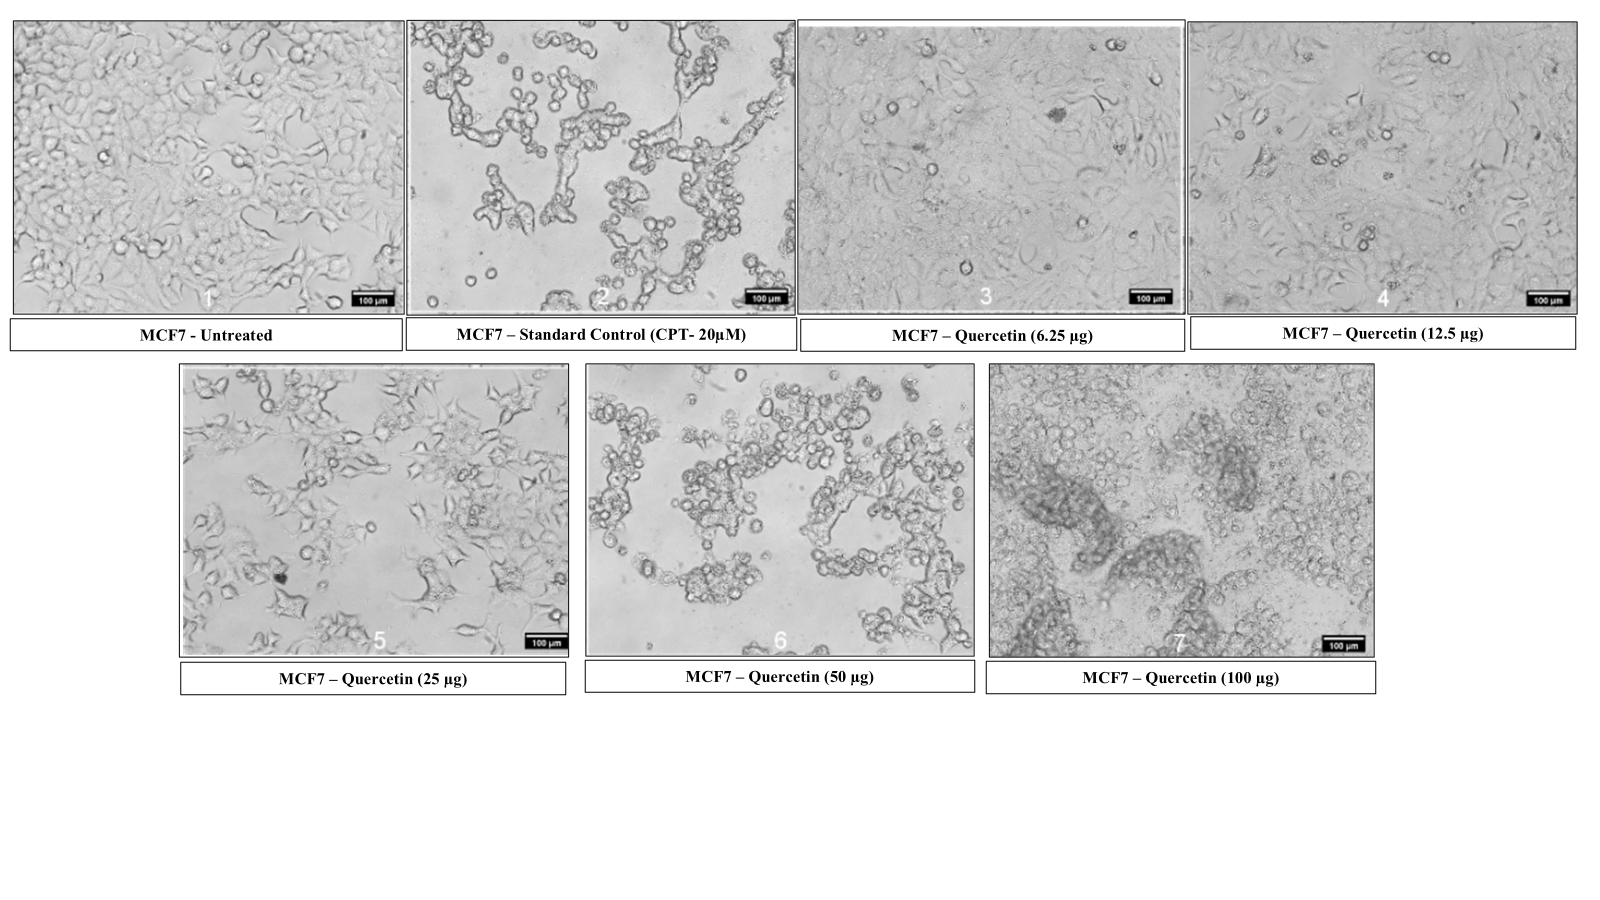 1
100 µm
2
100 µm
3
100 µm
4
100 µm
MCF7 - Untreated
MCF7 – Standard Control (CPT- 20µM)
MCF7 – Quercetin (6.25 µg)
MCF7 – Quercetin (12.5 µg)
5
100 µm
6
7
100 µm
MCF7 – Quercetin (25 µg)
MCF7 – Quercetin (50 µg)
MCF7 – Quercetin (100 µg)